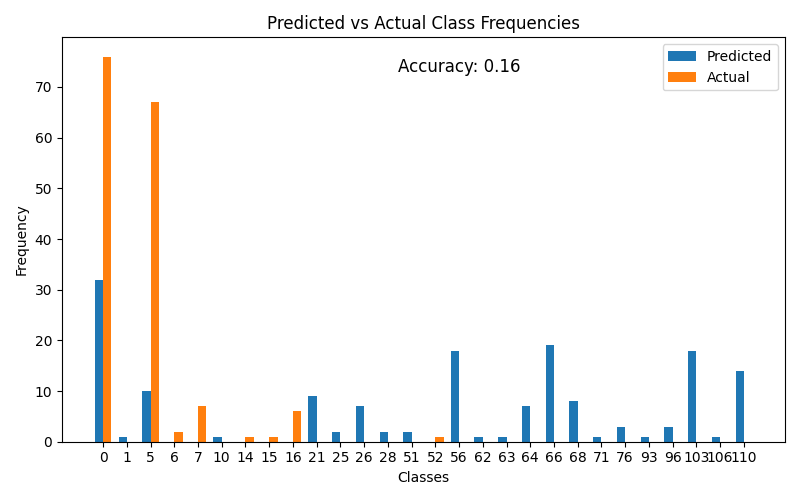 Predicted vs Actual Class Frequencies
Accuracy: 0.16
Predicted
Actual
Frequency
70
60
50
40
30
20
10
0
0 1 5 6 7 10 14 15 16 21 25 26 28 51 52 56 62 63 64 66 68 71 76 93 96 103 106 110
Classes